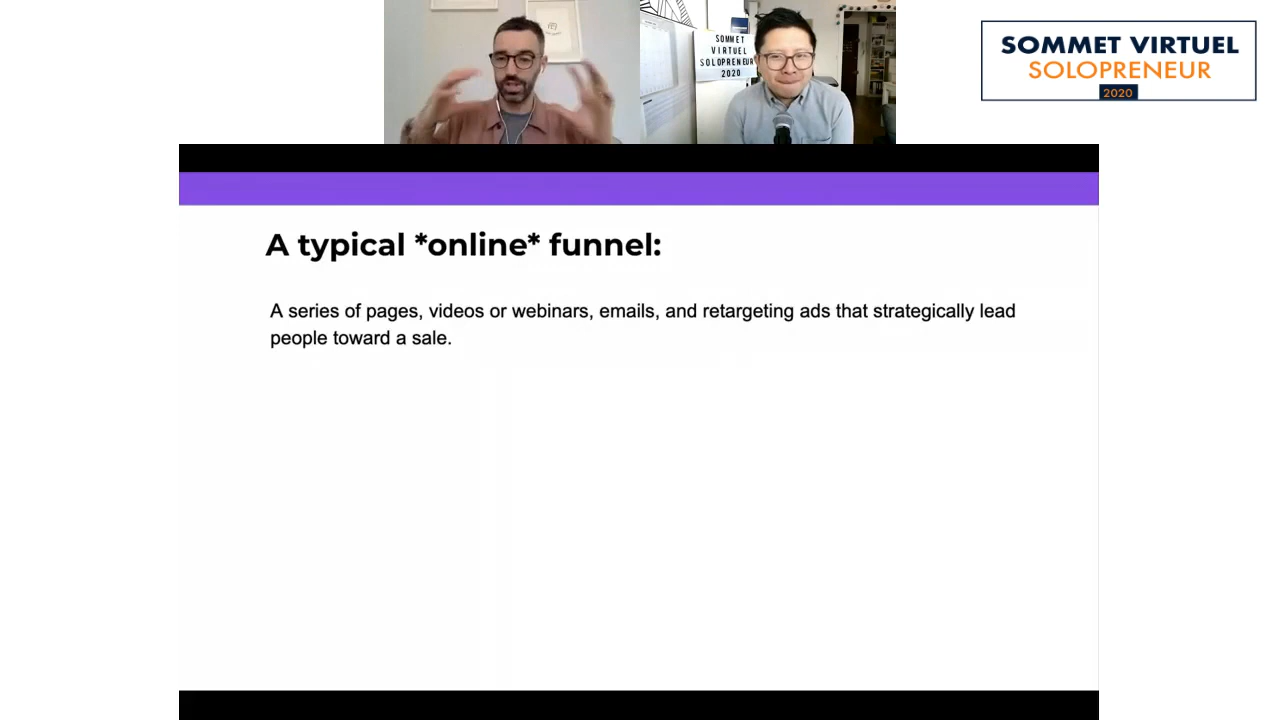 SOMMET
VIRTUEL
SOLOPRENEUR
2020
SOMMET VIRTUEL
SOLOPRENEUR
2020
A typical *online* funnel:
A series of pages, videos or webinars, emails, and retargeting ads that strategically lead
people toward a sale.